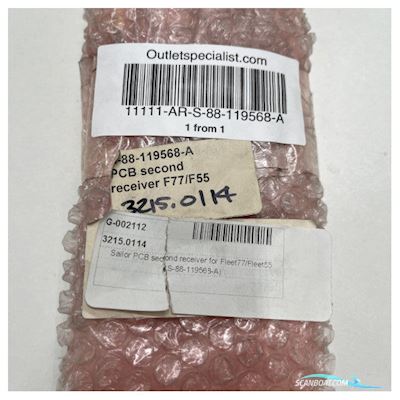 Outletspecialist.com
11111-AR-S-88-119568-A
1 from 1
-88-119568-A
PCB second
receiver F77/F55
3215.0114
G-002112
3215.0114
Sailor PCB second receiver for Fleet77/Fleet55
(S-88-119568-A)
SCANBOAT.COM